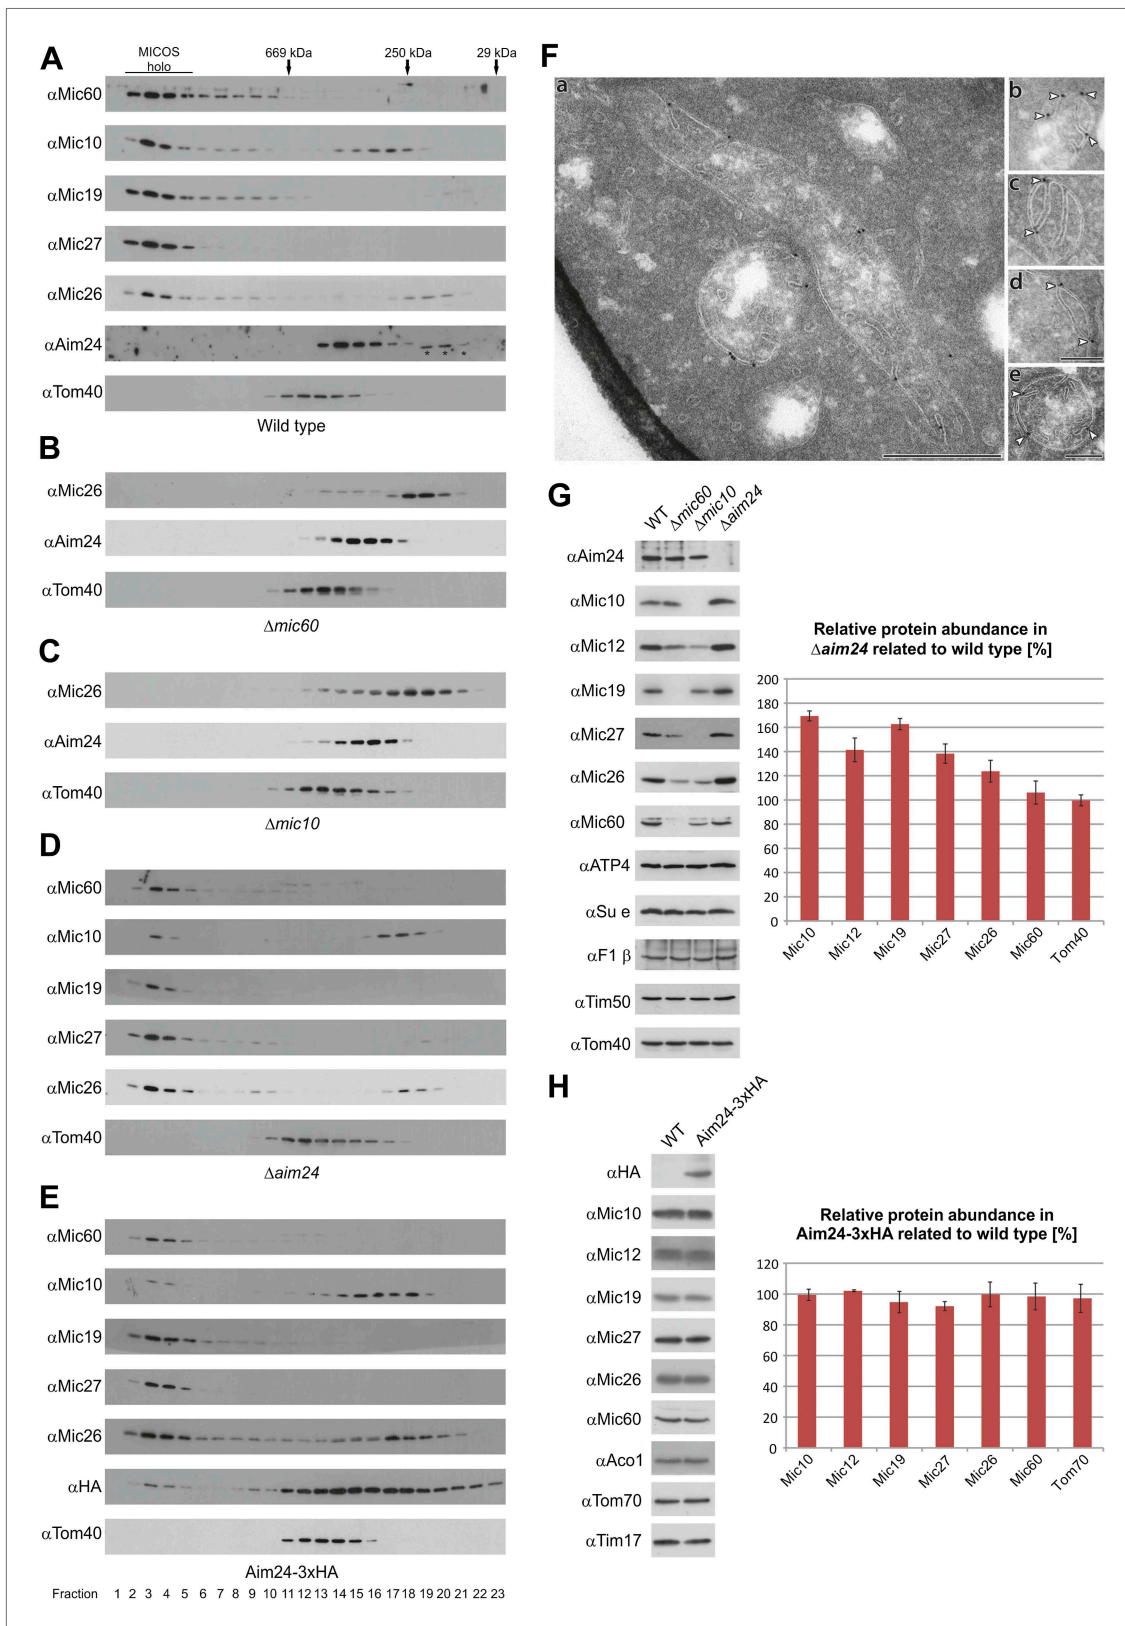 A
MICOS
holo
669 kDa
250 kDa
29 kDa
αMic60
αMic10
αMic19
αMic27
αMic26
αAim24
* * *
αTom40
Wild type
B
αMic26
αAim24
αTom40
Δmic60
C
αMic26
αAim24
αTom40
Δmic10
D
αMic60
αMic10
αMic19
αMic27
αMic26
αTom40
Δaim24
E
αMic60
αMic10
αMic19
αMic27
αMic26
αHA
αTom40
Aim24-3xHA
Fraction 1 2 3 4 5 6 7 8 9 10 11 12 13 14 15 16 17 18 19 20 21 22 23
F
a
b
c
d
e
G
WT Δmic60 Δmic10 Δaim24
αAim24
αMic10
αMic12
αMic19
αMic27
αMic26
αMic60
αATP4
αSu e
αF1 β
αTim50
αTom40
Relative protein abundance in
Δaim24 related to wild type [%]
200
180
160
140
120
100
80
60
40
20
0
Mic10 Mic12 Mic19 Mic27 Mic26 Mic60 Tom40
H
WT Aim24-3xHA
αHA
αMic10
αMic12
αMic19
αMic27
αMic26
αMic60
αAco1
αTom70
αTim17
Relative protein abundance in
Aim24-3xHA related to wild type [%]
120
100
80
60
40
20
0
Mic10 Mic12 Mic19 Mic27 Mic26 Mic60 Tom70